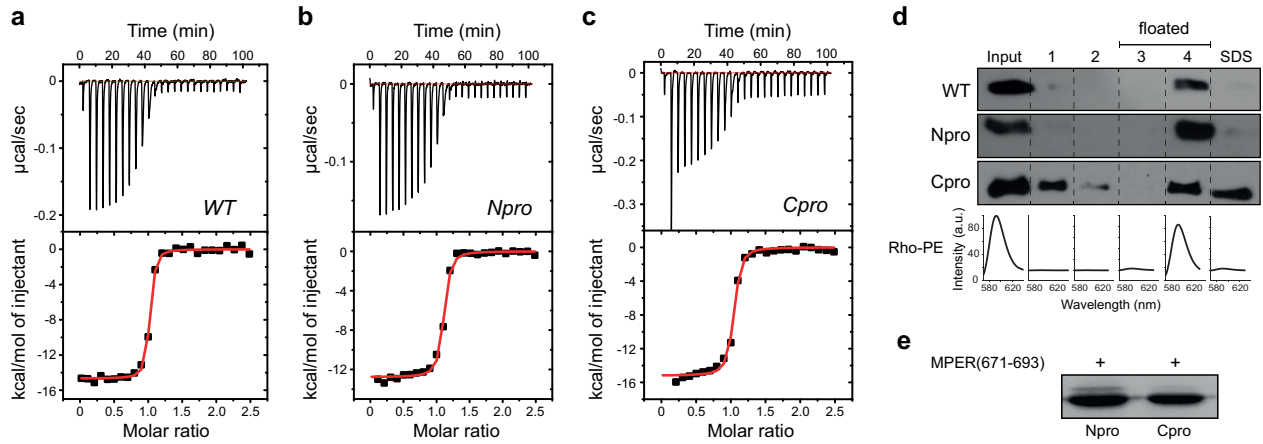 a
Time (min)
0 20 40 60 80 100
µcal/sec
0
-0.1
-0.2
WT
kcal/mol of injectant
0
-4
-8
-12
-16
0 0.5 1.0 1.5 2.0 2.5
Molar ratio
b
Time (min)
0 20 40 60 80 100
µcal/sec
0
-0.1
Npro
kcal/mol of injectant
0
-4
-8
-12
0 0.5 1.0 1.5 2.0 2.5
Molar ratio
c
Time (min)
0 20 40 60 80 100
µcal/sec
0
-0.1
-0.2
-0.3
Cpro
kcal/mol of injectant
0
-4
-8
-12
-16
0 0.5 1.0 1.5 2.0 2.5
Molar ratio
d
floated
Input 1 2 3 4 SDS
WT
Npro
Cpro
Rho-PE
Intensity (a.u.)
80
40
0
580 620 580 620 580 620 580 620 580 620 580 620
Wavelength (nm)
e
MPER(671-693) + +
Npro Cpro